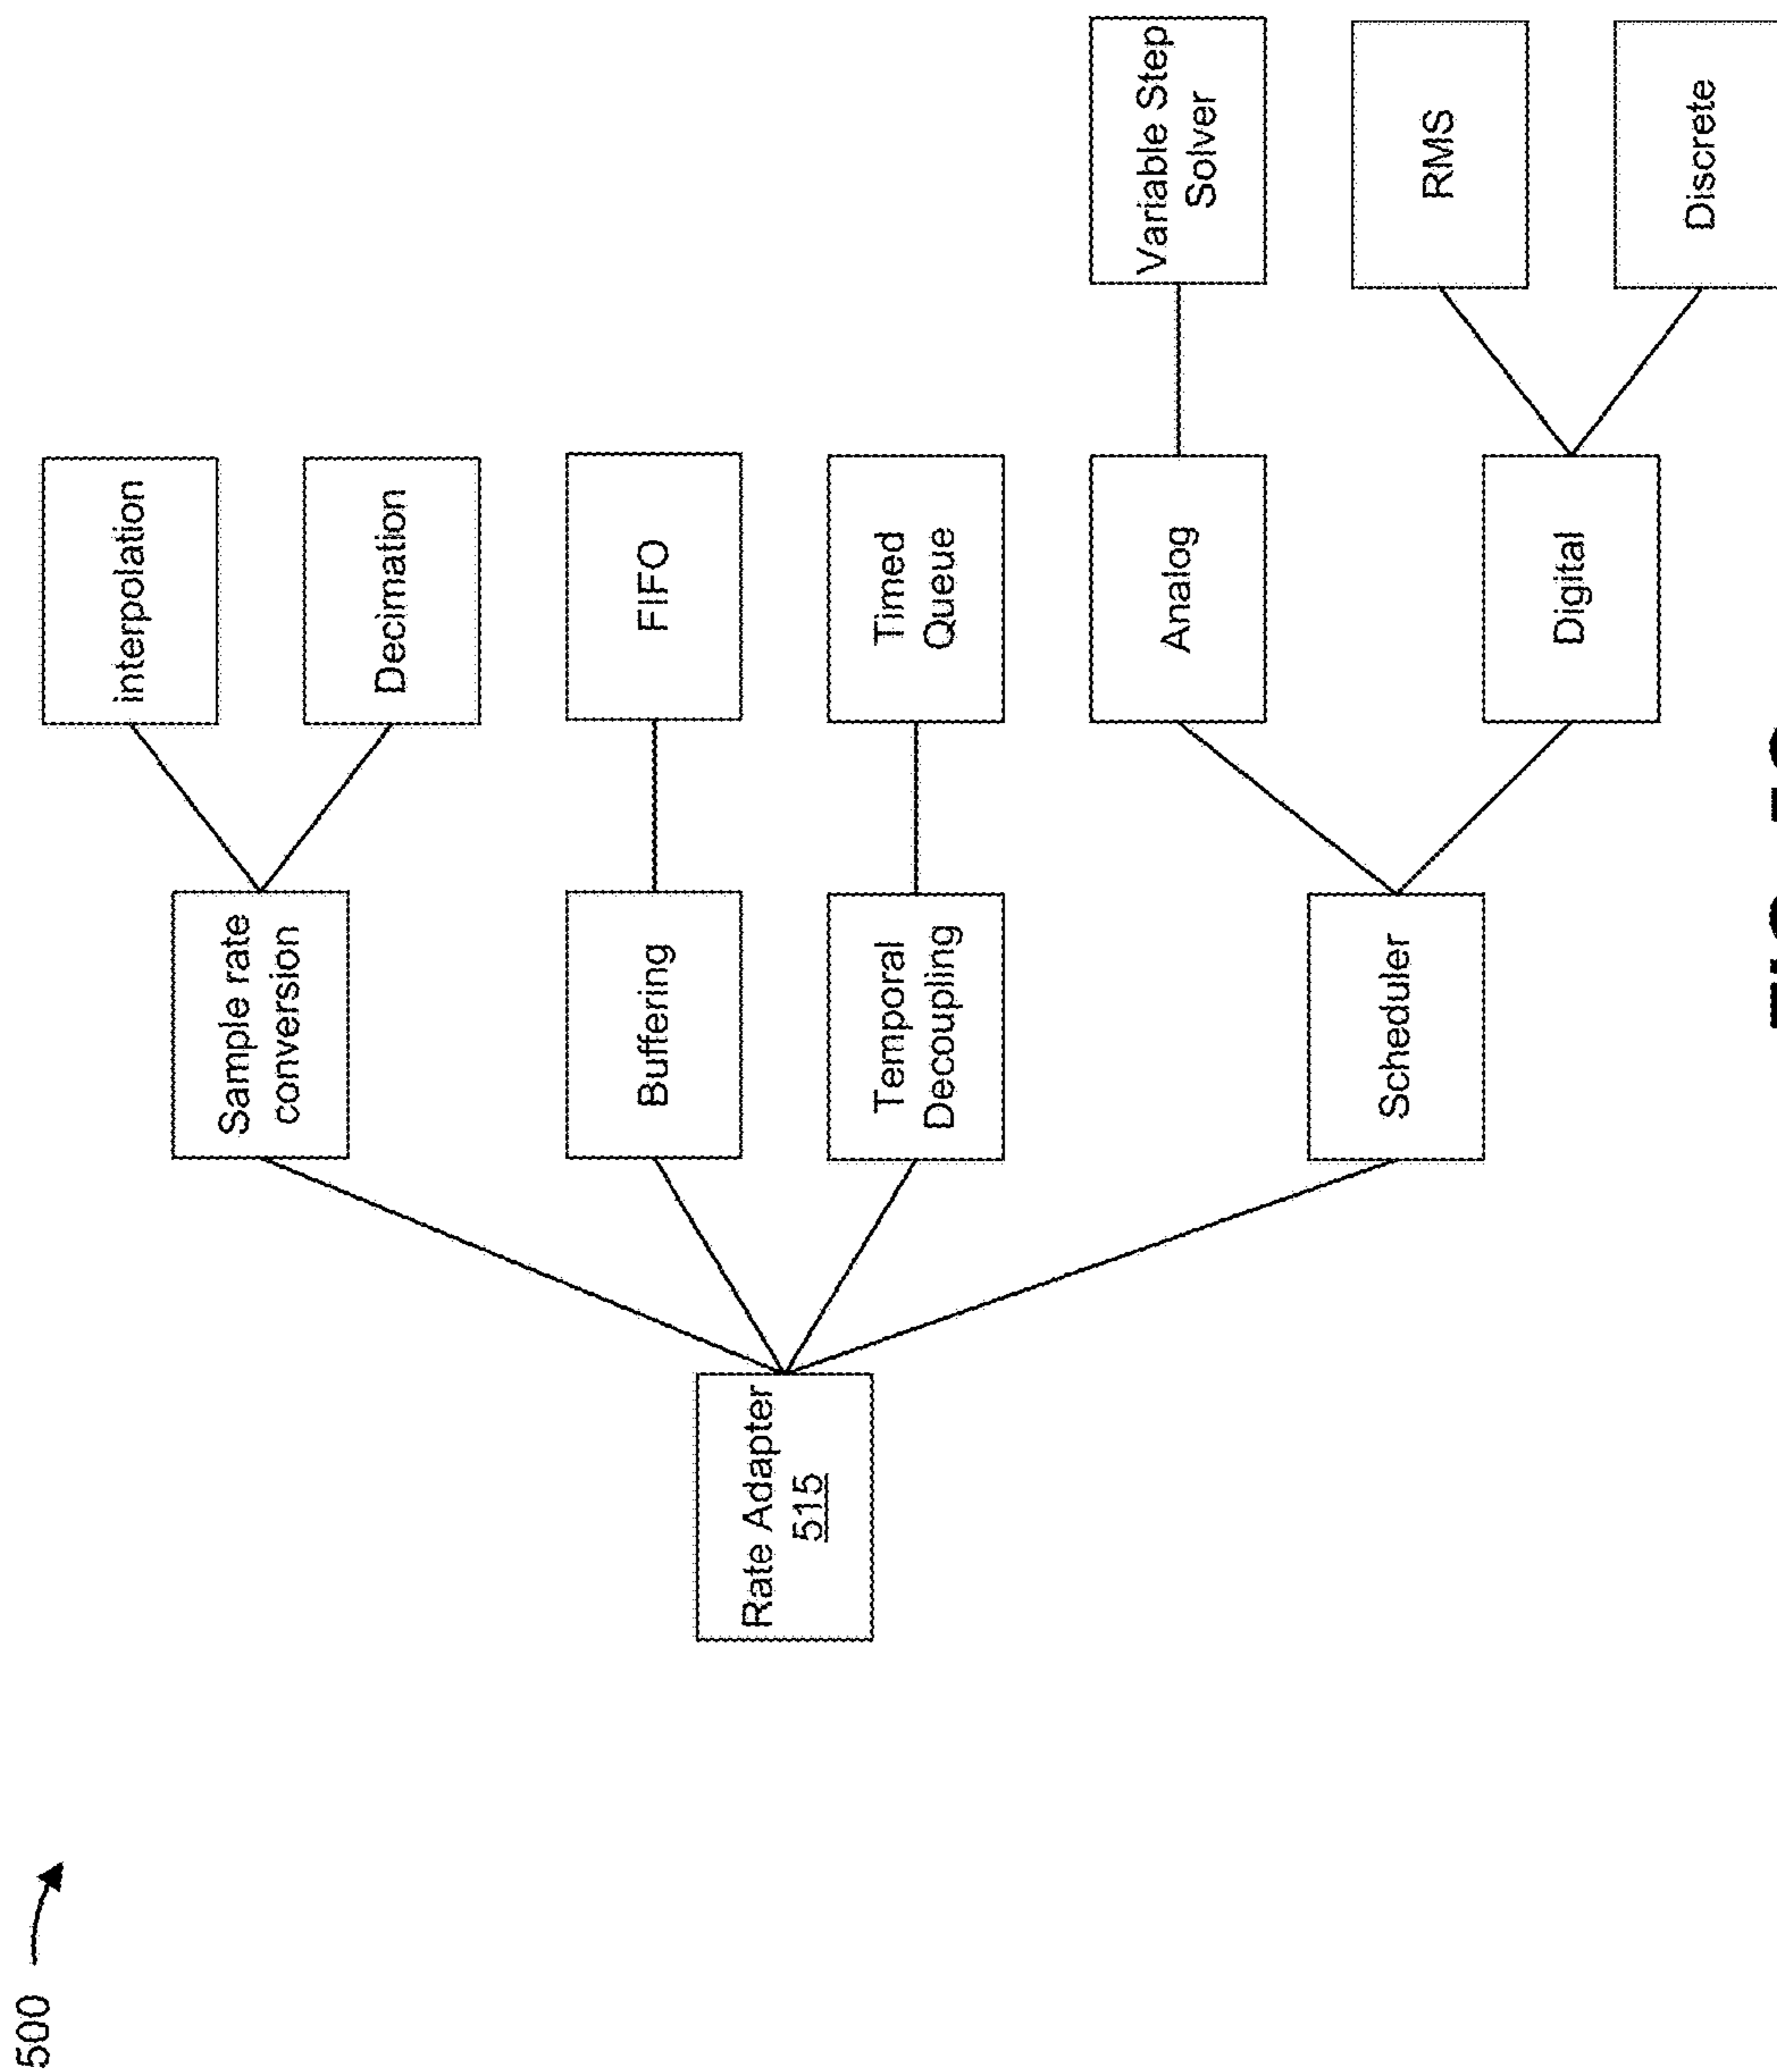 500
interpolation
Sample rate
conversion
Decimation
Buffering
FIFO
Rate Adapter
515
Temporal
Decoupling
Timed
Queue
Analog
Variable Step
Solver
Scheduler
RMS
Digital
Discrete